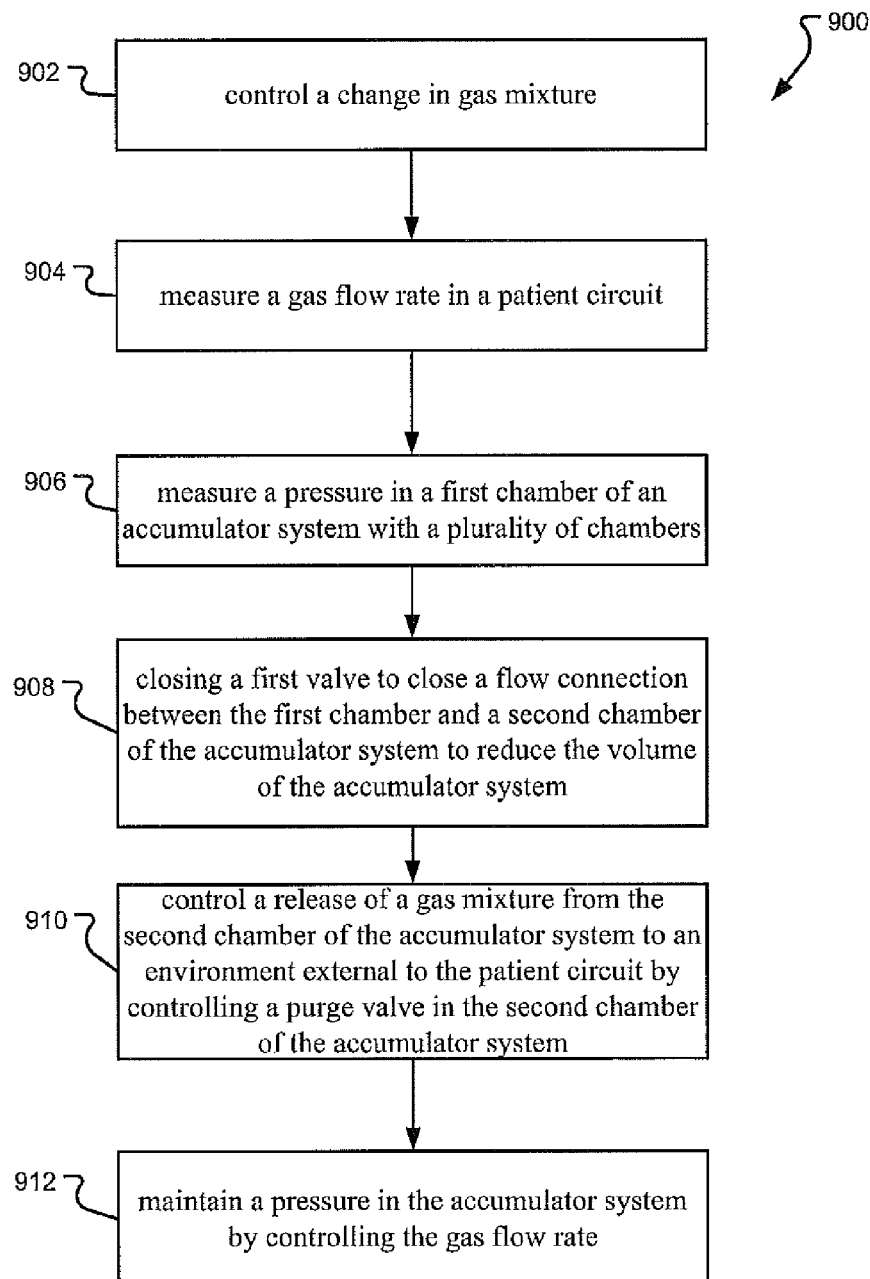 900
902
control a change in gas mixture
904
measure a gas flow rate in a patient circuit
906
measure a pressure in a first chamber of an
accumulator system with a plurality of chambers
908
closing a first valve to close a flow connection
between the first chamber and a second chamber
of the accumulator system to reduce the volume
of the accumulator system
910
control a release of a gas mixture from the
second chamber of the accumulator system to an
environment external to the patient circuit by
controlling a purge valve in the second chamber
of the accumulator system
912
maintain a pressure in the accumulator system
by controlling the gas flow rate